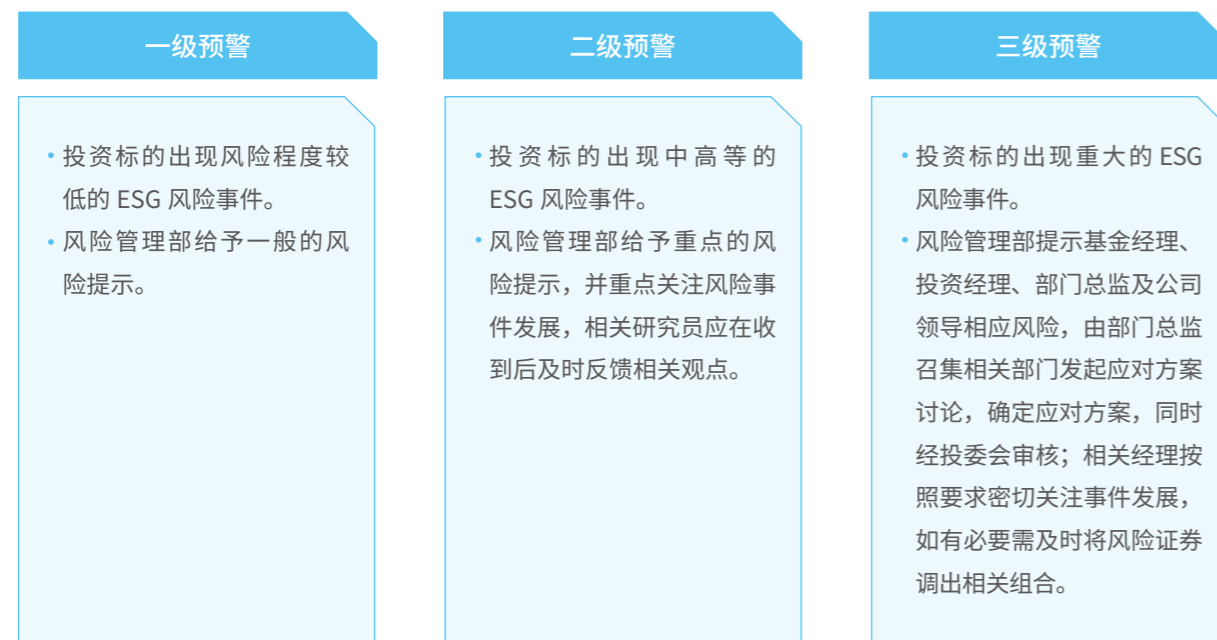 一级预警
• 投资标的出现风险程度较
低的 ESG 风险事件。
• 风险管理部给予一般的风
险提示。
二级预警
• 投资标的出现中高等的
ESG 风险事件。
• 风险管理部给予重点的风
险提示，并重点关注风险事
件发展，相关研究员应在收
到后及时反馈相关观点。
三级预警
• 投资标的出现重大的 ESG
风险事件。
• 风险管理部提示基金经理、
投资经理、部门总监及公司
领导相应风险，由部门总监
召集相关部门发起应对方案
讨论，确定应对方案，同时
经投委会审核；相关经理按
照要求密切关注事件发展，
如有必要需及时将风险证券
调出相关组合。